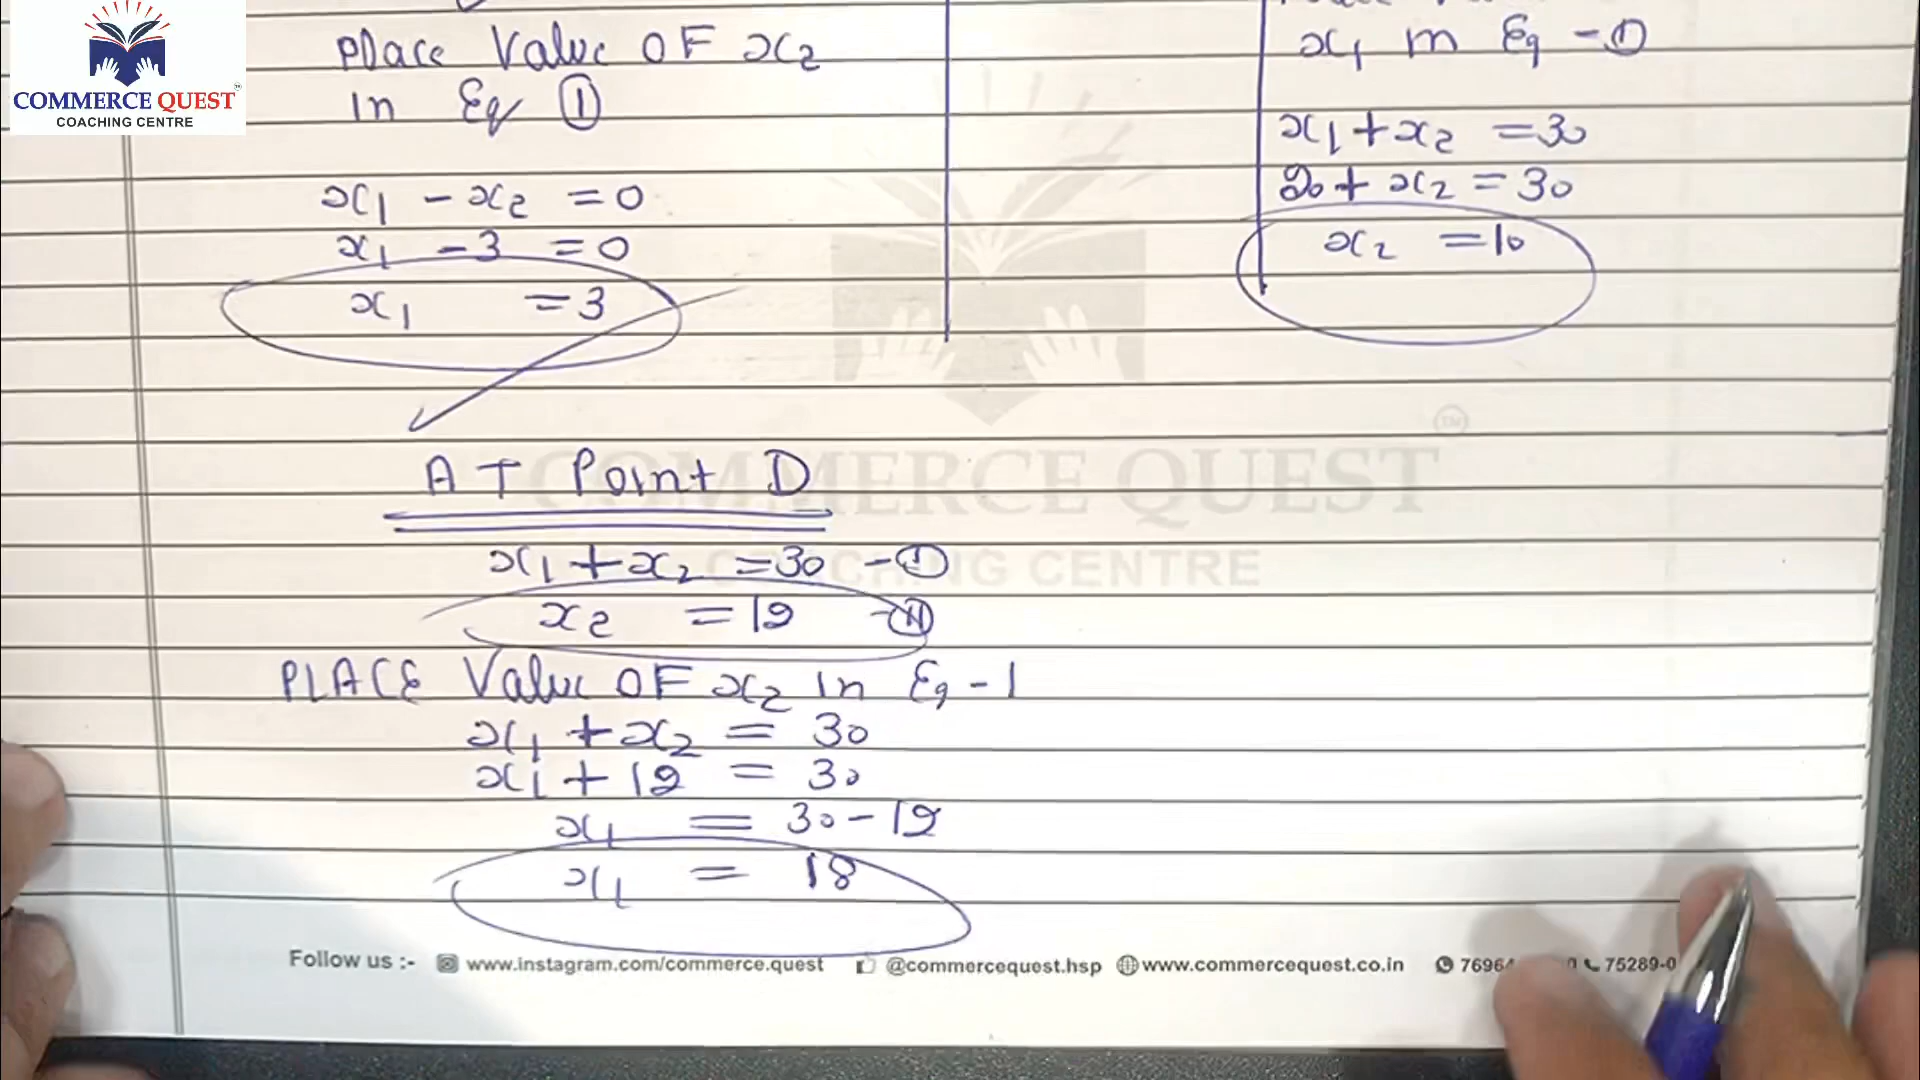 COMMERCE QUEST
COACHING CENTRE
Place Value OF x2
in Eq ①
x1 - x2 = 0
x1 - 3 = 0
x1 = 3
x1 in Eq - ①
x1 + x2 = 30
20 + x2 = 30
x2 = 10
COMMERCE QUEST
COACHING CENTRE
AT Point D
x1 + x2 = 30 - ①
x2 = 12 - ②
PLACE Value OF x2 in Eq - 1
x1 + x2 = 30
x1 + 12 = 30
x1 = 30 - 12
x1 = 18
Follow us :- www.instagram.com/commerce.quest @commercequest.hsp www.commercequest.co.in